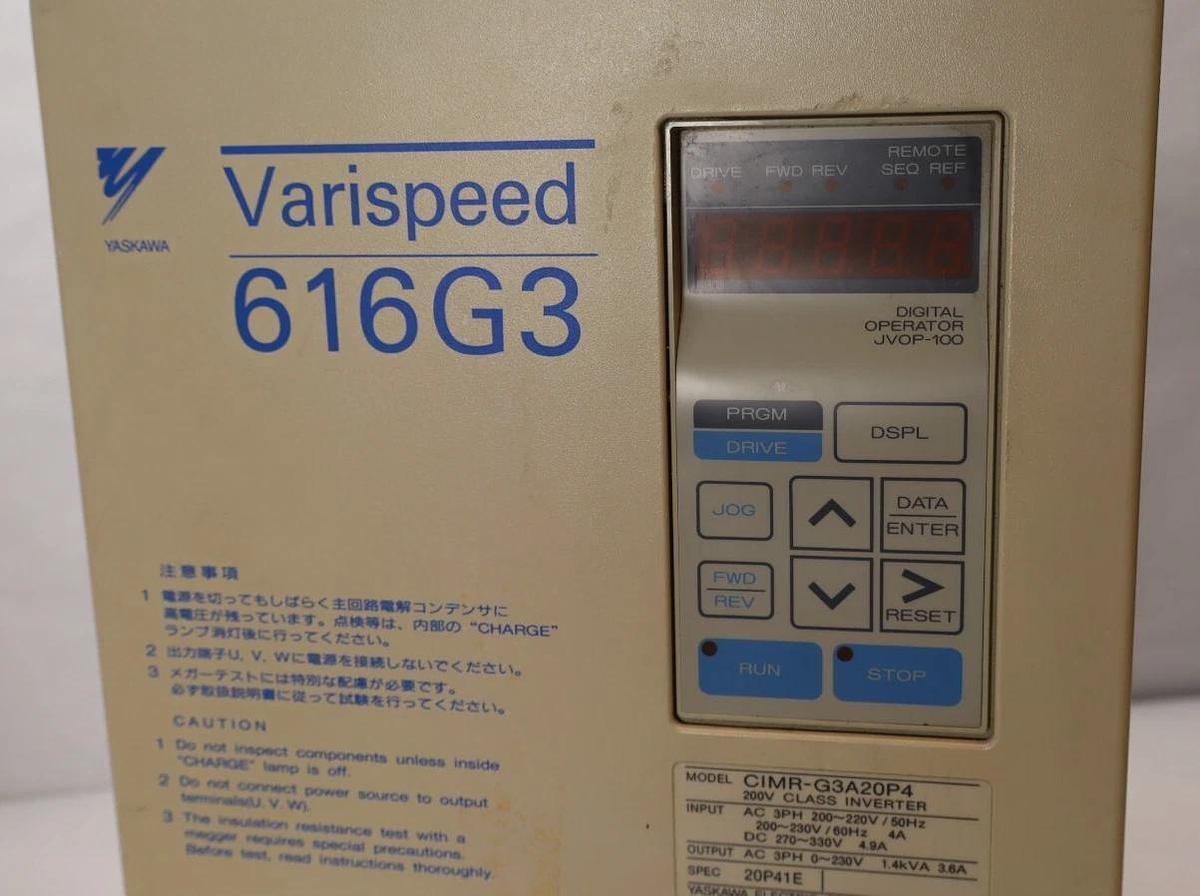 YASKAWA
Varispeed
616G3
DRIVE FWD REV REMOTE
SEQ REF
DIGITAL
OPERATOR
JVOP-100
PRGM
DRIVE
DSPL
JOG
DATA
ENTER
FWD
REV
>
RESET
RUN
STOP
注意事項
1 電源を切ってもしばらく主回路電解コンデンサに
高電圧が残っています。点検等は、内部の “CHARGE”
ランプ消灯後に行ってください。
2 出力端子U, V, Wに電源を接続しないでください。
3 メガーテストには特別な配慮が必要です。
必ず取扱説明書に従って試験を行ってください。
CAUTION
1 Do not inspect components unless inside
“CHARGE” lamp is off.
2 Do not connect power source to output
terminals(U. V. W).
3 The insulation resistance test with a
megger requires special precautions.
Before test, read instructions thoroughly.
MODEL CIMR-G3A20P4
200V CLASS INVERTER
INPUT AC 3PH 200~220V/50Hz
200~230V/60Hz 4A
DC 270~330V 4.9A
OUTPUT AC 3PH 0~230V 1.4kVA 3.6A
SPEC 20P41E
YASKAWA ELECTRIC